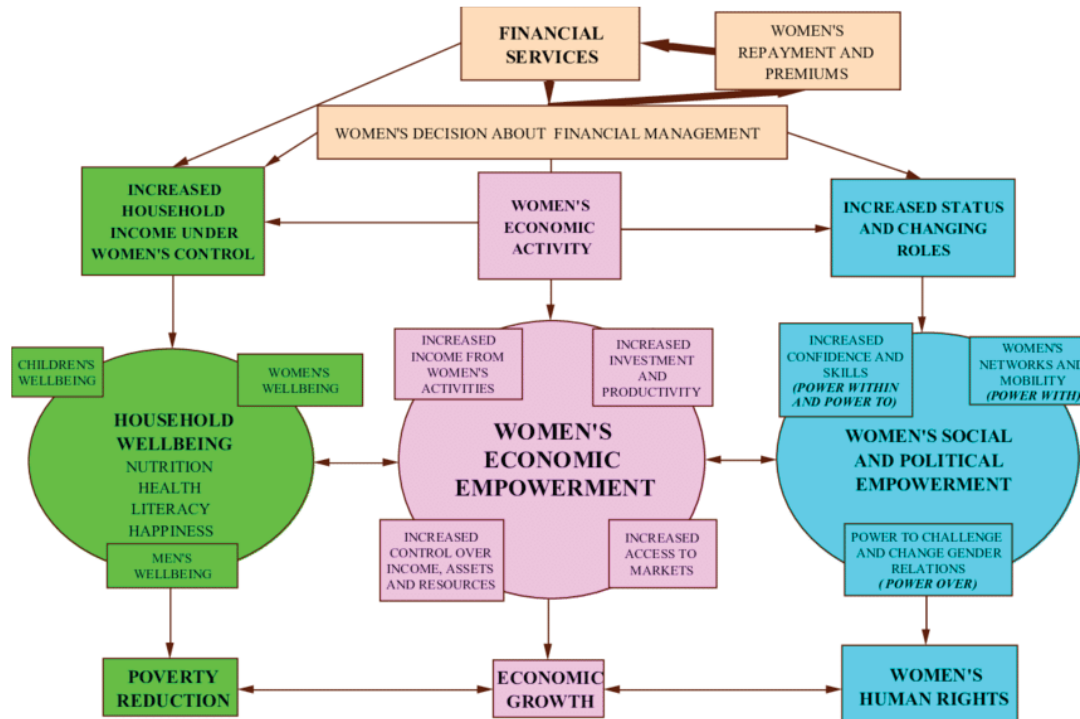 FINANCIAL
SERVICES
WOMEN'S
REPAYMENT AND
PREMIUMS
WOMEN'S DECISION ABOUT FINANCIAL MANAGEMENT
INCREASED
HOUSEHOLD
INCOME UNDER
WOMEN'S CONTROL
WOMEN'S
ECONOMIC
ACTIVITY
INCREASED STATUS
AND CHANGING
ROLES
CHILDREN'S
WELLBEING
WOMEN'S
WELLBEING
HOUSEHOLD
WELLBEING
NUTRITION
HEALTH
LITERACY
HAPPINESS
MEN'S
WELLBEING
INCREASED
INCOME FROM
WOMEN'S
ACTIVITIES
INCREASED
INVESTMENT
AND
PRODUCTIVITY
WOMEN'S
ECONOMIC
EMPOWERMENT
INCREASED
CONTROL OVER
INCOME, ASSETS
AND RESOURCES
INCREASED
ACCESS TO
MARKETS
INCREASED
CONFIDENCE AND
SKILLS
(POWER WITHIN
AND POWER TO)
WOMEN'S
NETWORKS AND
MOBILITY
(POWER WITH)
WOMEN'S SOCIAL
AND POLITICAL
EMPOWERMENT
POWER TO CHALLENGE
AND CHANGE GENDER
RELATIONS
( POWER OVER)
POVERTY
REDUCTION
ECONOMIC
GROWTH
WOMEN'S
HUMAN RIGHTS